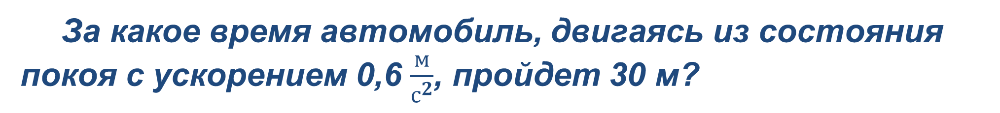 За какое время автомобиль, двигаясь из состояния
покоя с ускорением 0,6 м/с², пройдет 30 м?